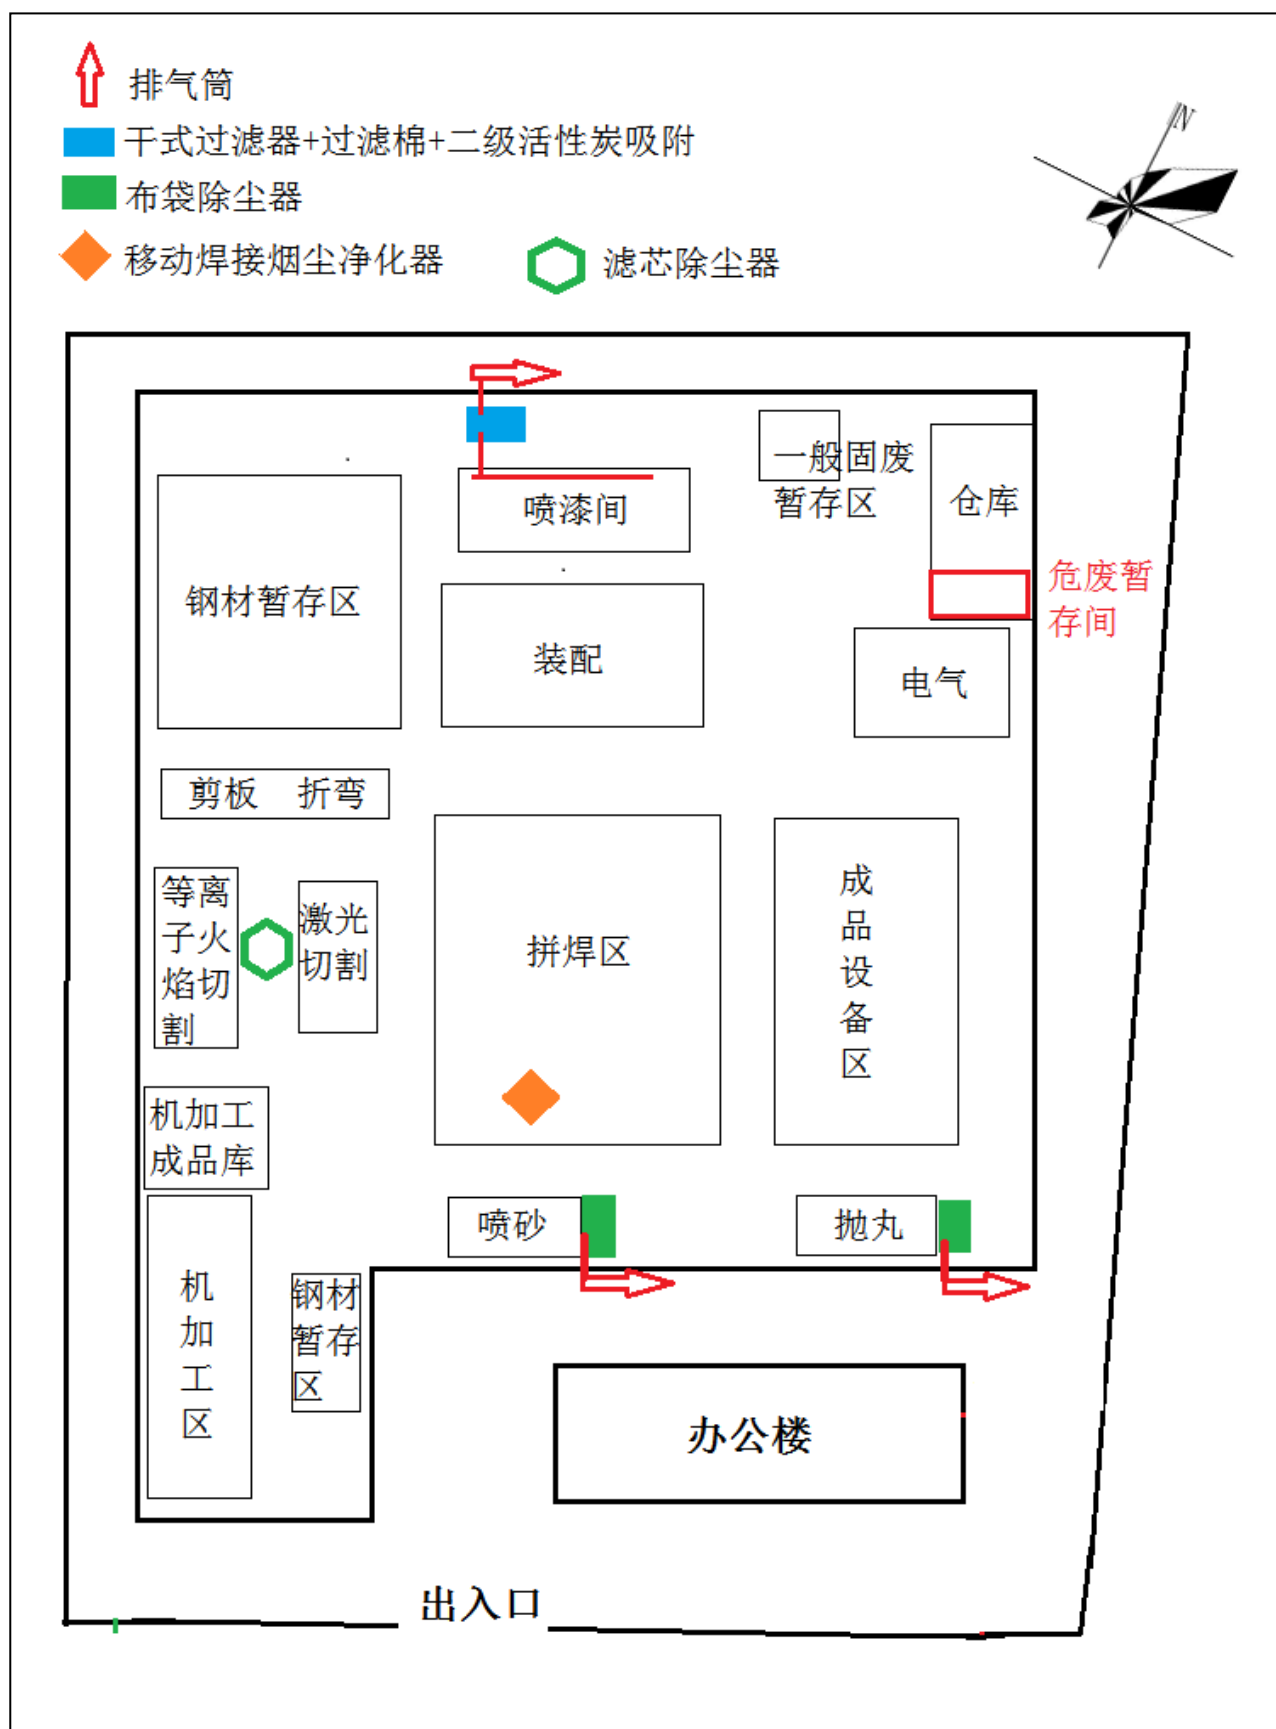 排气筒
干式过滤器+过滤棉+二级活性炭吸附
布袋除尘器
移动焊接烟尘净化器
滤芯除尘器
N
喷漆间
一般固废
暂存区
仓库
危废暂
存间
钢材暂存区
装配
电气
剪板 折弯
等离
子火
焰切
割
激光
切割
拼焊区
成
品
设
备
区
机加工
成品库
喷砂
抛丸
机
加
工
区
钢材
暂存
区
办公楼
出入口